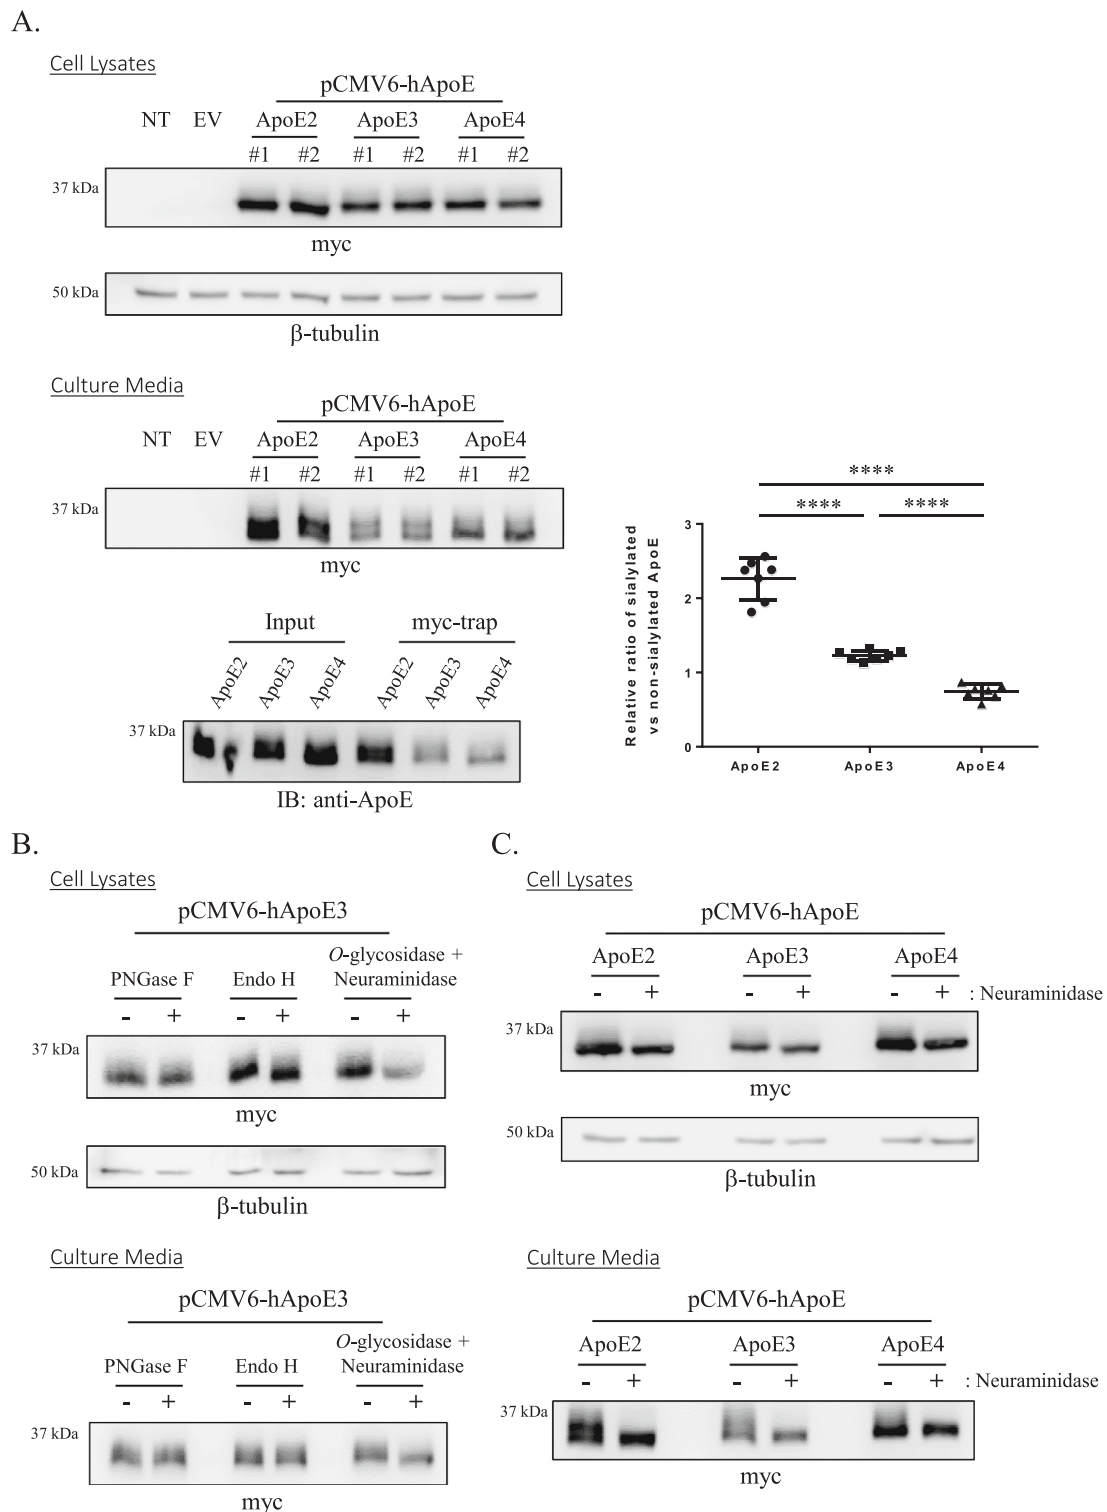 A.
Cell Lysates
pCMV6-hApoE
NT EV ApoE2 ApoE3 ApoE4
#1 #2 #1 #2 #1 #2
37 kDa
myc
50 kDa
β-tubulin
Culture Media
pCMV6-hApoE
NT EV ApoE2 ApoE3 ApoE4
#1 #2 #1 #2 #1 #2
37 kDa
myc
Input myc-trap
ApoE2 ApoE3 ApoE4 ApoE2 ApoE3 ApoE4
37 kDa
IB: anti-ApoE
****
**** ****
Relative ratio of sialylated
vs non-sialylated ApoE
3
2
1
0
ApoE2 ApoE3 ApoE4
B.
Cell Lysates
pCMV6-hApoE3
PNGase F Endo H O-glycosidase +
Neuraminidase
- + - + - +
37 kDa
myc
50 kDa
β-tubulin
Culture Media
pCMV6-hApoE3
PNGase F Endo H O-glycosidase +
Neuraminidase
- + - + - +
37 kDa
myc
C.
Cell Lysates
pCMV6-hApoE
ApoE2 ApoE3 ApoE4
- + - + - + : Neuraminidase
37 kDa
myc
50 kDa
β-tubulin
Culture Media
pCMV6-hApoE
ApoE2 ApoE3 ApoE4
- + - + - + : Neuraminidase
37 kDa
myc